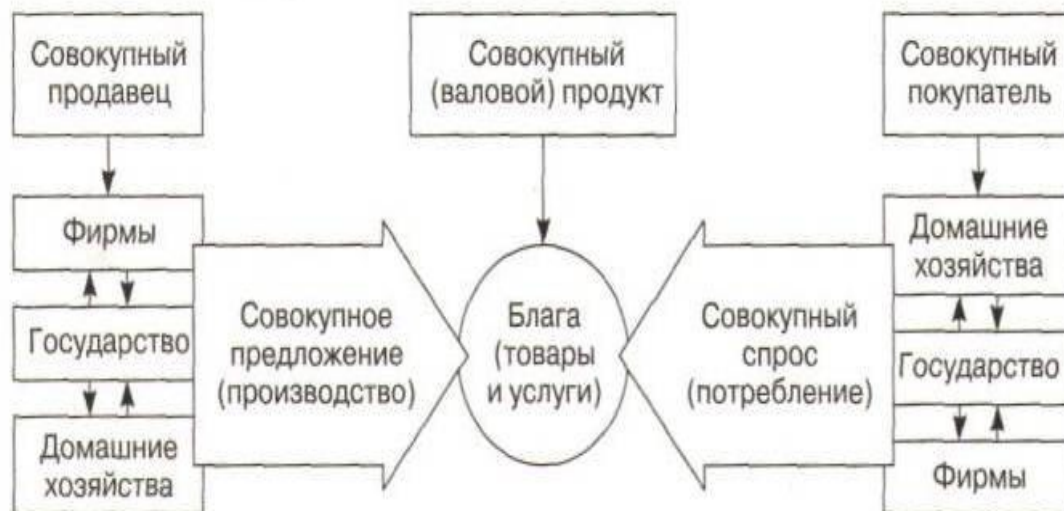 Совокупный
продавец
Совокупный
(валовой) продукт
Совокупный
покупатель
Фирмы
Государство
Домашние
хозяйства
Совокупное
предложение
(производство)
Блага
(товары
и услуги)
Совокупный
спрос
(потребление)
Домашние
хозяйства
Государство
Фирмы